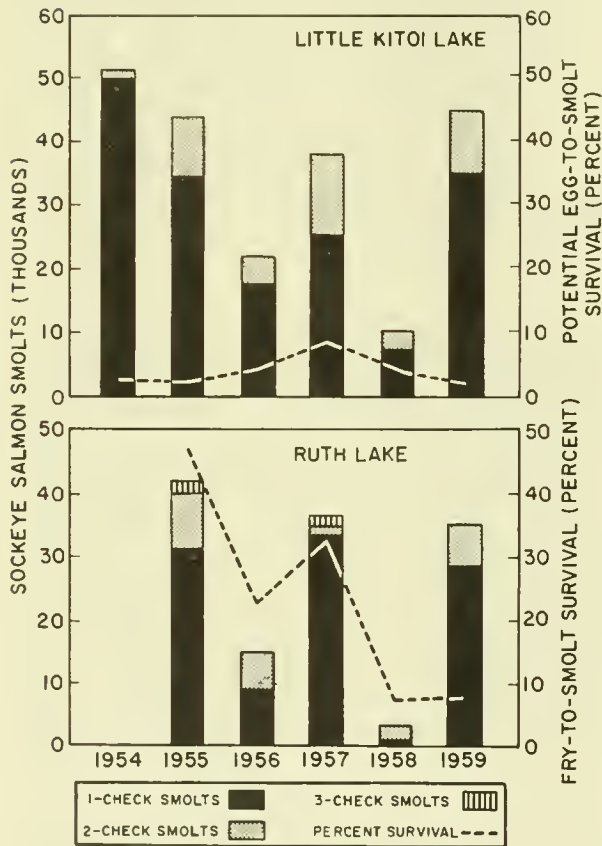 LITTLE KITOI LAKE
60
50
40
30
20
10
0
60
50
40
30
20
10
0
SOCKEYE SALMON SMOLTS (THOUSANDS)
POTENTIAL EGG-TO-SMOLT
SURVIVAL (PERCENT)
RUTH LAKE
50
40
30
20
10
0
50
40
30
20
10
0
FRY-TO-SMOLT SURVIVAL (PERCENT)
1954 1955 1956 1957 1958 1959
1-CHECK SMOLTS 3-CHECK SMOLTS
2-CHECK SMOLTS PERCENT SURVIVAL